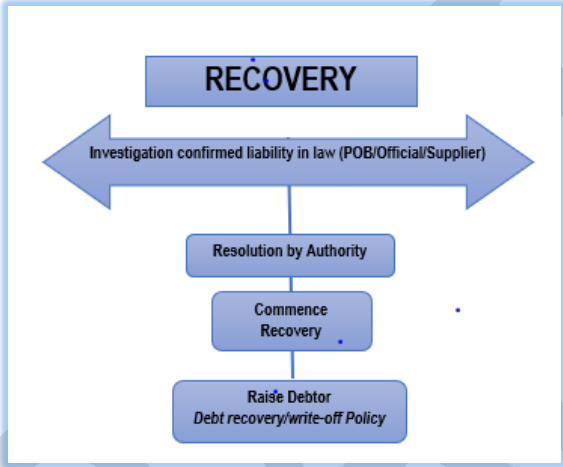 RECOVERY
Investigation confirmed liability in law (POB/Official/Supplier)
Resolution by Authority
Commence
Recovery
Raise Debtor
Debt recovery/write-off Policy